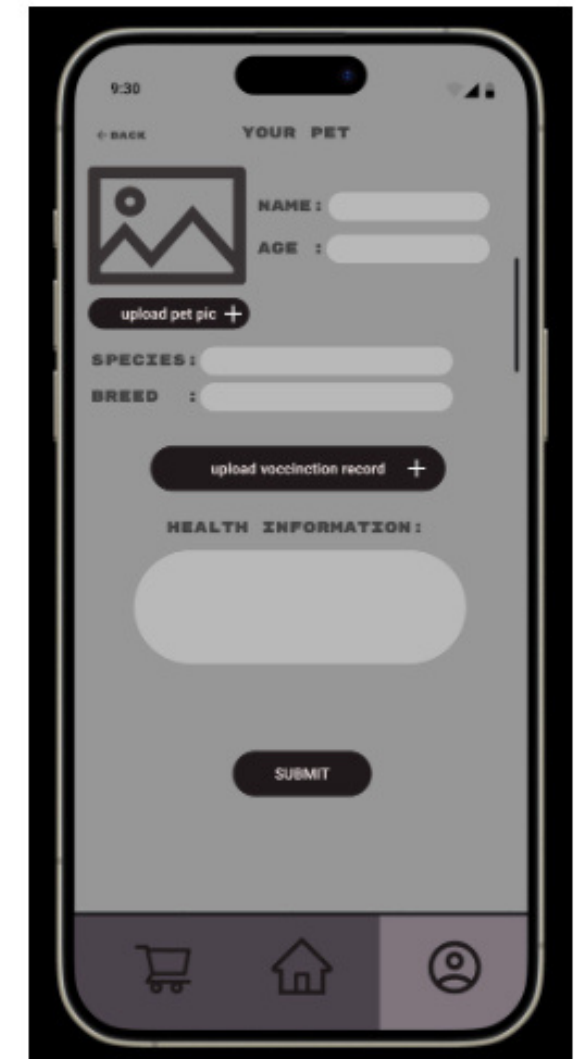 9:30
← BACK
YOUR PET
NAME:
AGE :
upload pet pic +
SPECIES:
BREED :
upload voccinction record +
HEALTH INFORMATION:
SUBMIT